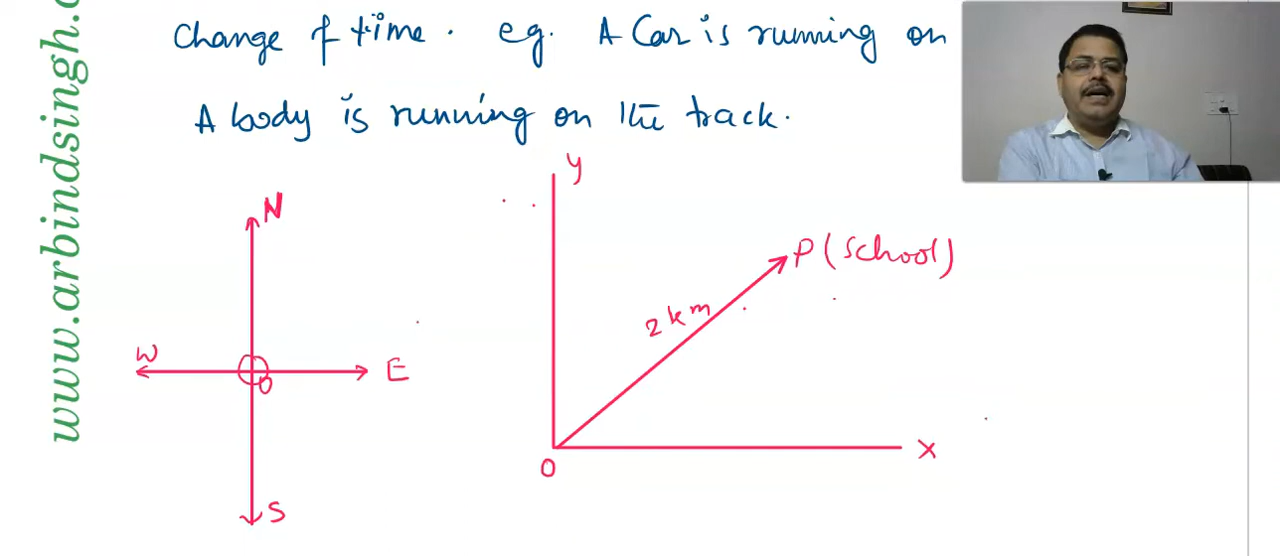 change of time. eg. A Car is running on
A body is running on the track.
N
W
E
O
S
Y
P (School)
2 km
O
X
www.arbindsingh.c